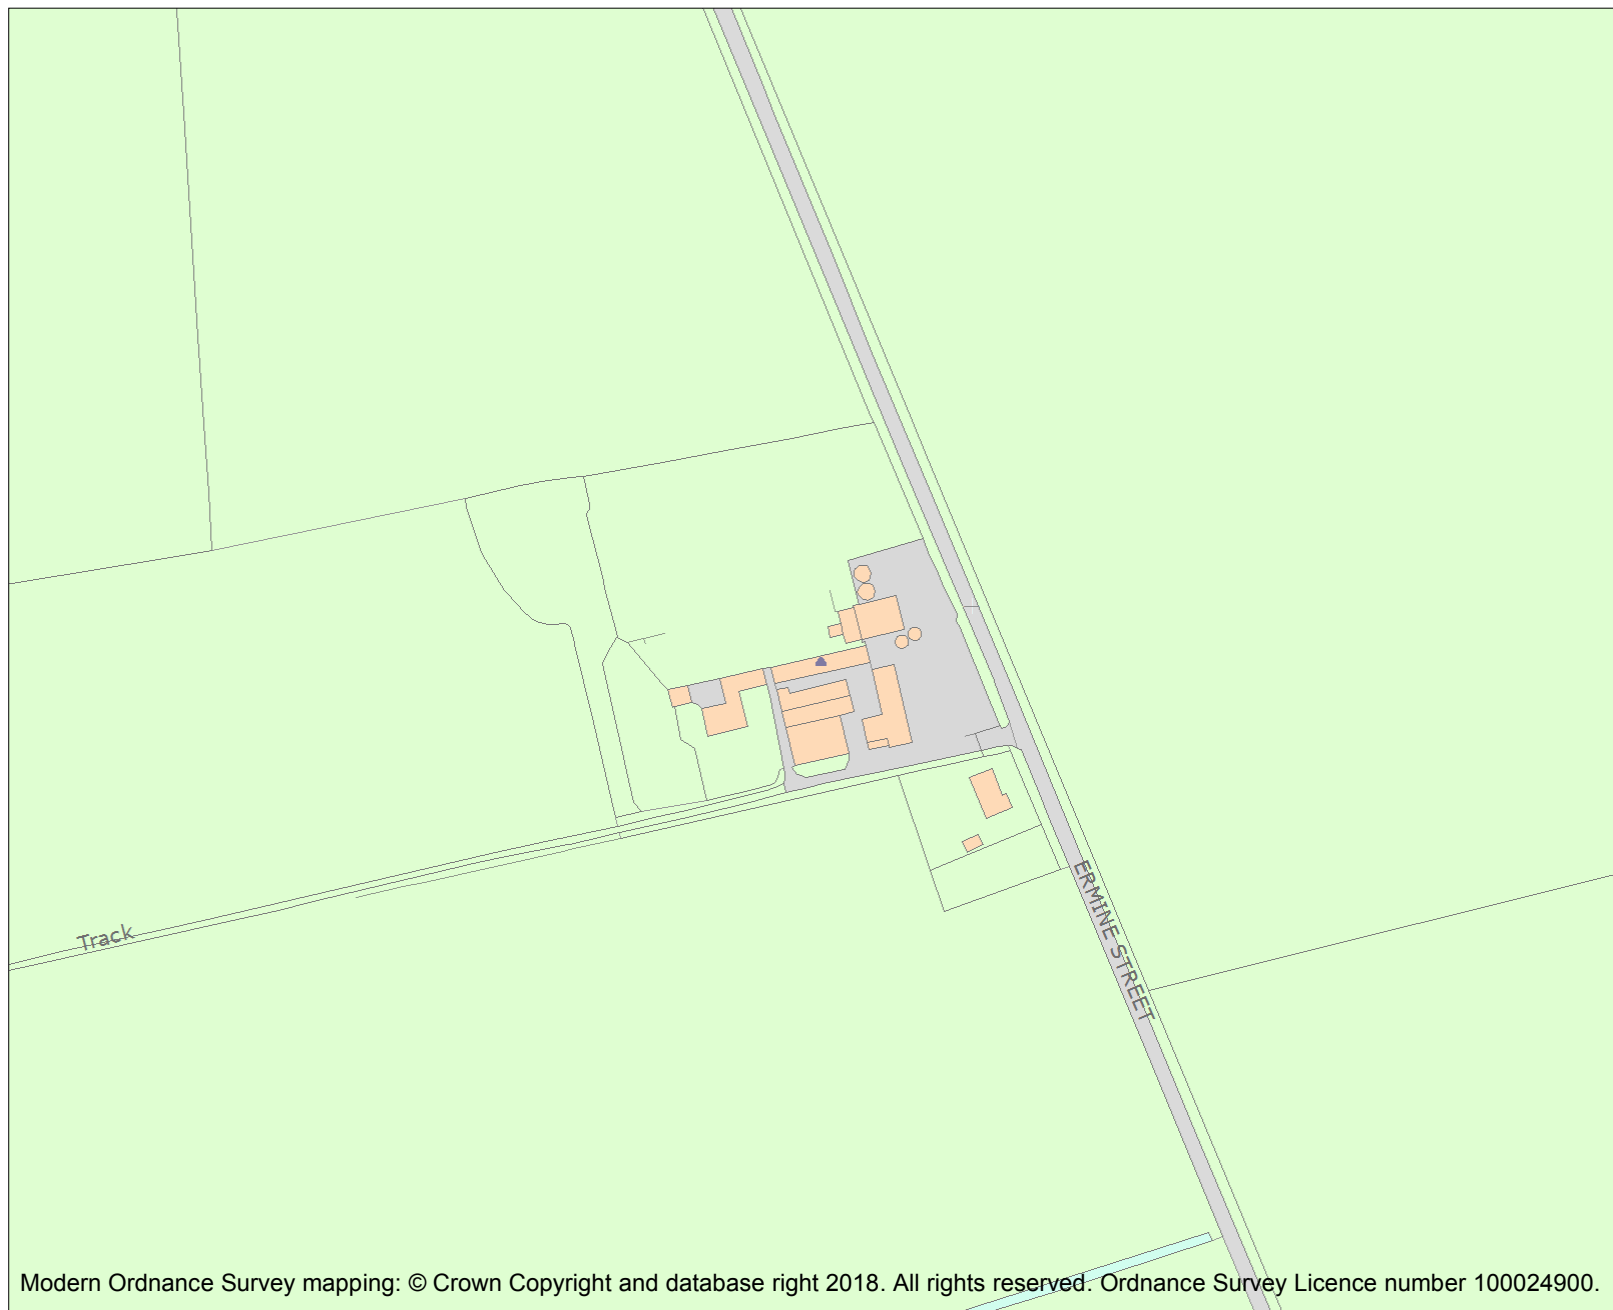 Track
ERMINE STREET
Modern Ordnance Survey mapping: © Crown Copyright and database right 2018. All rights reserved. Ordnance Survey Licence number 100024900.